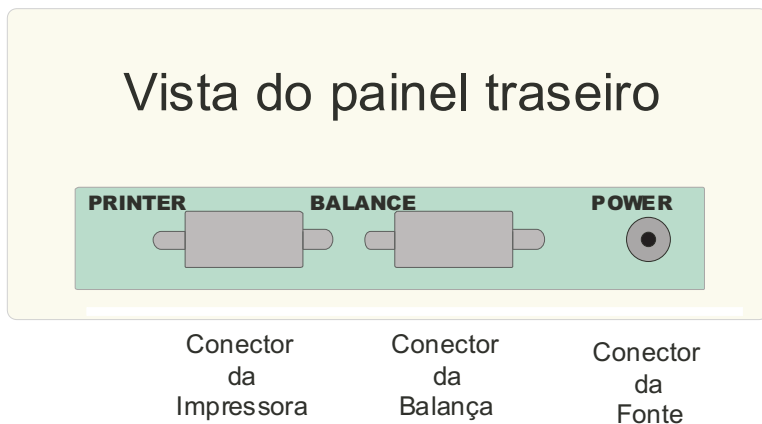 Vista do painel traseiro
PRINTER BALANCE POWER
Conector
da
Impressora
Conector
da
Balança
Conector
da
Fonte